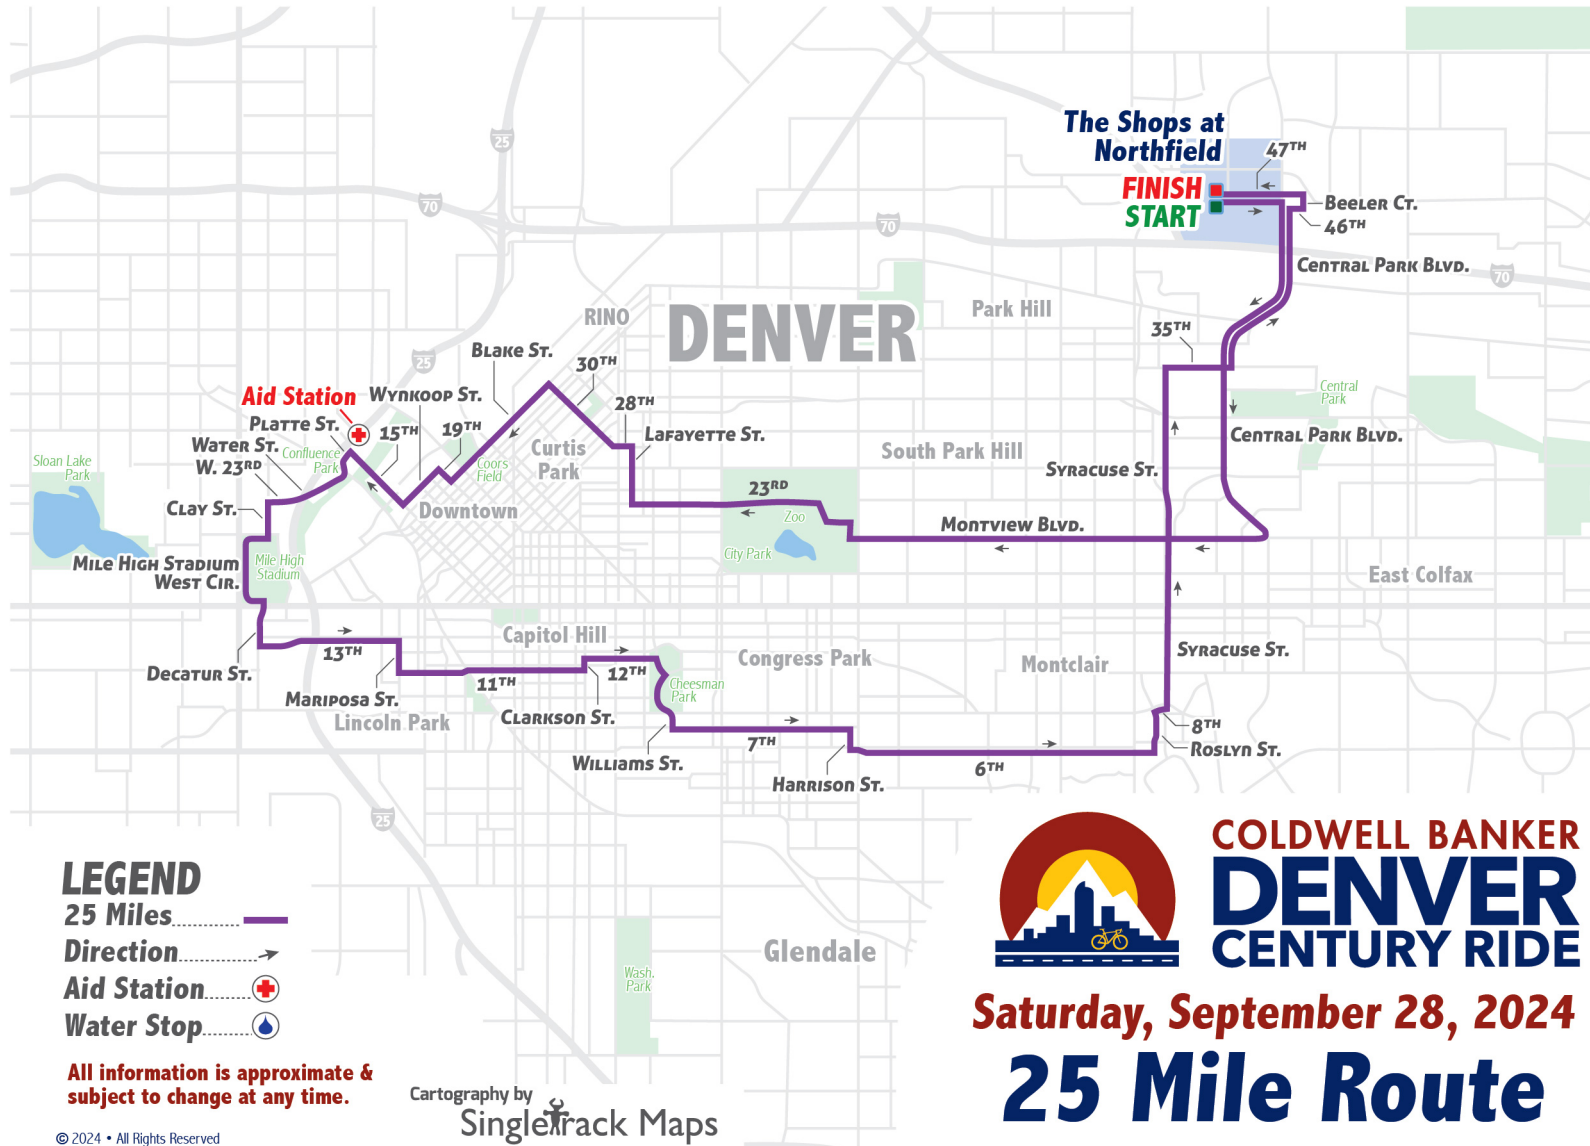 The Shops at
Northfield
47TH
FINISH
START
BEELER CT.
46TH
CENTRAL PARK BLVD.
25
70
70
70
DENVER
RINO
Park Hill
35TH
BLAKE ST.
30TH
25
Aid Station
WYNKOOP ST.
28TH
Central
Park
PLATTE ST.
15TH
19TH
LAFAYETTE ST.
CENTRAL PARK BLVD.
WATER ST.
Confluence
Park
Curtis
Park
South Park Hill
W. 23RD
Sloan Lake
Park
Coors
Field
SYRACUSE ST.
CLAY ST.
Downtown
23RD
Zoo
MONTVIEW BLVD.
City Park
MILE HIGH STADIUM
WEST CIR.
Mile High
Stadium
East Colfax
Capitol Hill
13TH
Congress Park
Montclair
SYRACUSE ST.
DECATUR ST.
11TH
12TH
Cheesman
Park
MARIPOSA ST.
Lincoln Park
CLARKSON ST.
8TH
ROSLYN ST.
7TH
WILLIAMS ST.
6TH
HARRISON ST.
25
LEGEND
25 Miles
Direction
Aid Station
Water Stop
Glendale
Wash.
Park
All information is approximate &
subject to change at any time.
© 2024 • All Rights Reserved
Cartography by
Singletrack Maps
COLDWELL BANKER
DENVER
CENTURY RIDE
Saturday, September 28, 2024
25 Mile Route